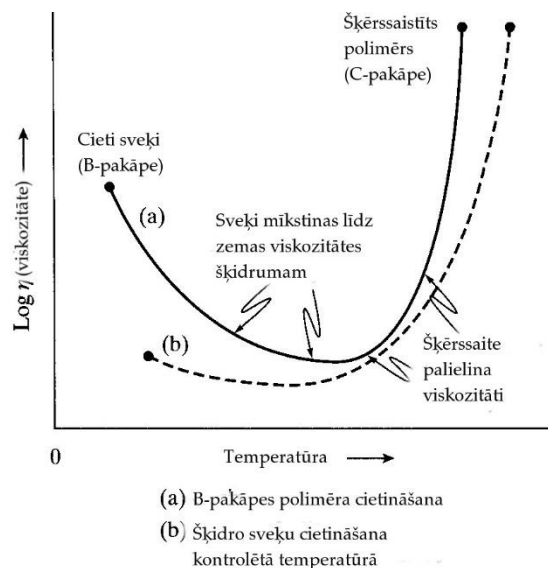 Šķērssaistīts
polimērs
(C-pakāpe)
Cieti sveķi
(B-pakāpe)
(a)
Sveķi mīkstinas līdz
zemas viskozitātes
šķidrumam
Log η (viskozitāte)
(b)
Šķērssaite
palielina
viskozitāti
0
Temperatūra
(a) B-pakāpes polimēra cietināšana
(b) Šķidro sveķu cietināšana
kontrolētā temperatūrā